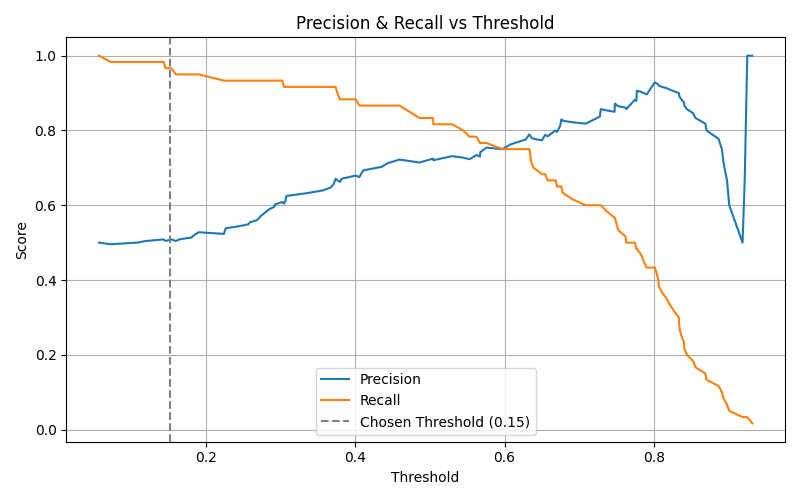 Precision & Recall vs Threshold
Score
1.0
0.8
0.6
0.4
0.2
0.0
Precision
Recall
Chosen Threshold (0.15)
0.2
0.4
0.6
0.8
Threshold